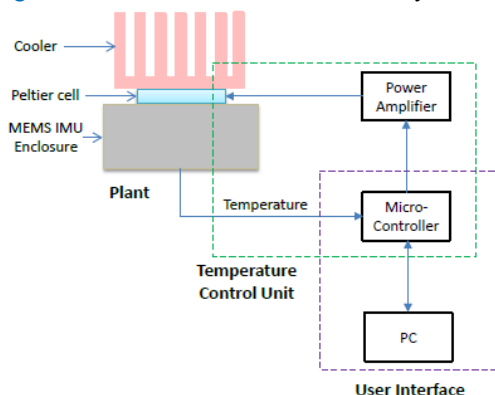 Cooler
Peltier cell
MEMS IMU
Enclosure
Plant
Power
Amplifier
Temperature
Micro-
Controller
Temperature
Control Unit
PC
User Interface